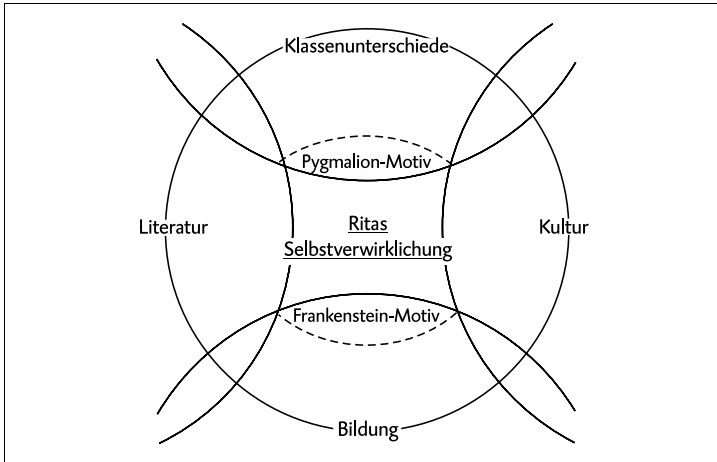 Klassenunterschiede
Pygmalion-Motiv
Literatur
Ritas
Selbstverwirklichung
Kultur
Frankenstein-Motiv
Bildung